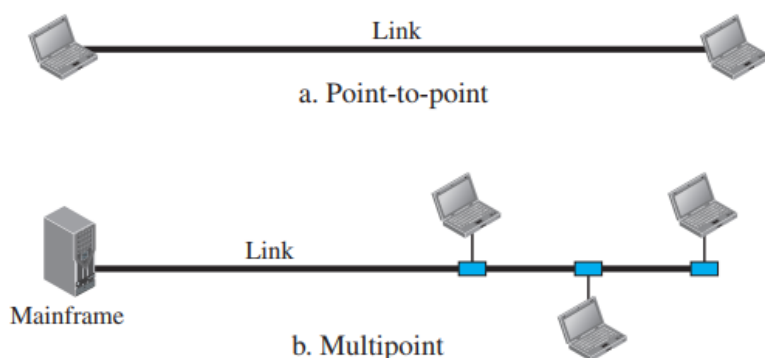 Link
a. Point-to-point
Link
Mainframe
b. Multipoint